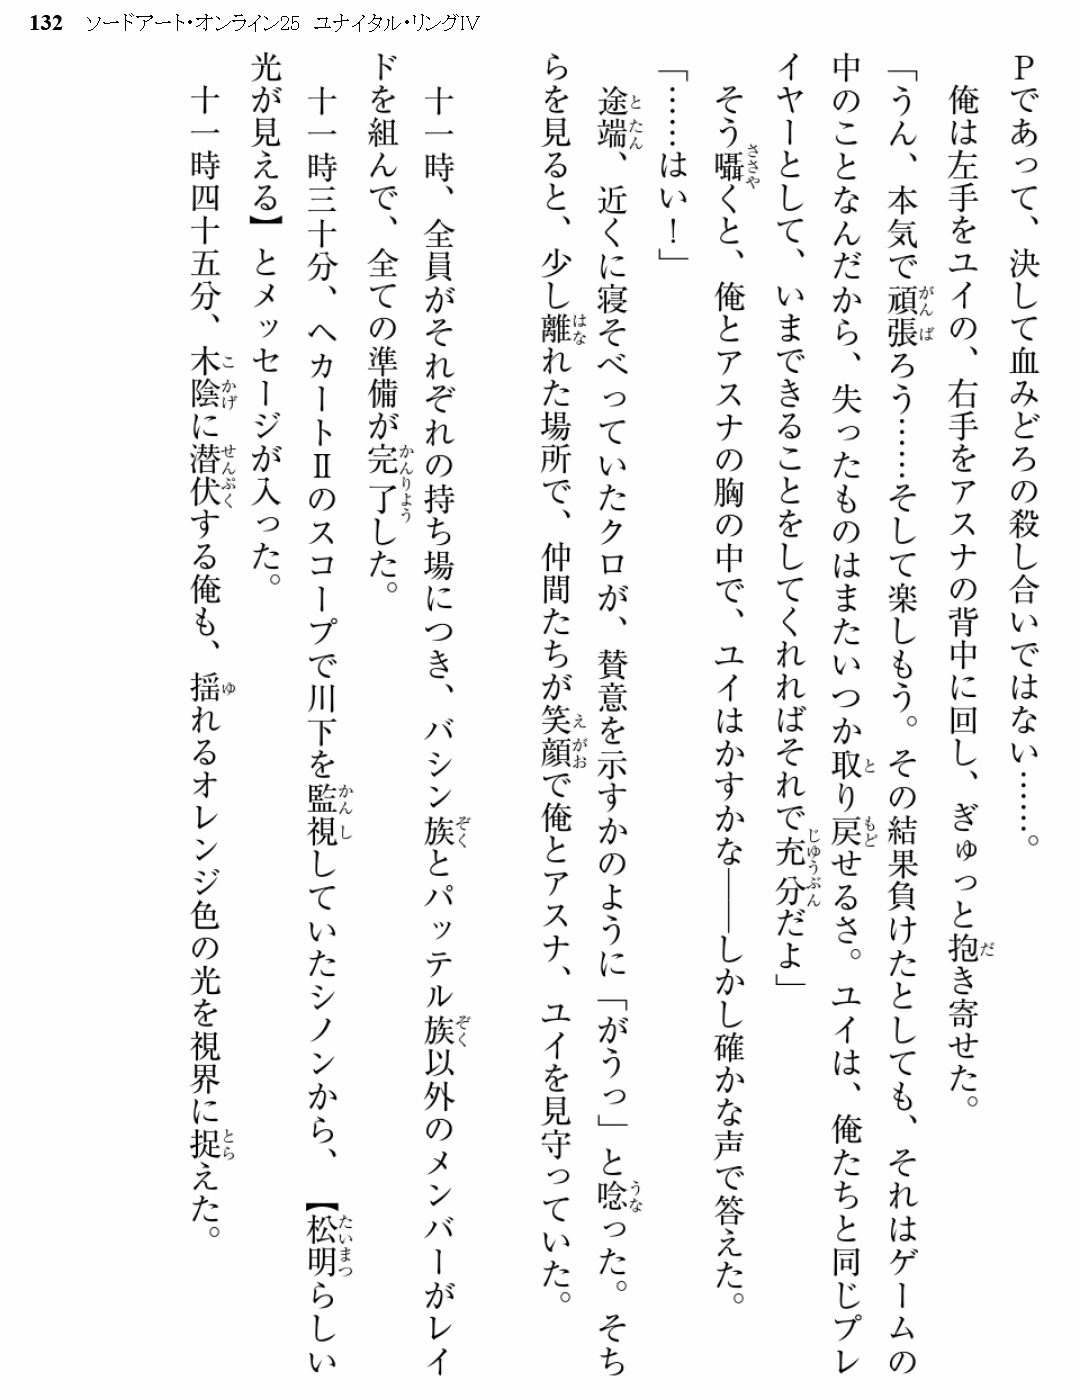 132 ソードアート・オンライン25 ユナイタル・リングⅣ
Ｐであって、決して血みどろの殺し合いではない……。
俺は左手をユイの、右手をアスナの背中に回し、ぎゅっと抱き寄せた。
「うん、本気で頑張ろう……そして楽しもう。その結果負けたとしても、それはゲームの
中のことなんだから、失ったものはまたいつか取り戻せるさ。ユイは、俺たちと同じプレ
イヤーとして、いまできることをしてくれればそれで充分だよ」
そう囁くと、俺とアスナの胸の中で、ユイはかすかな――しかし確かな声で答えた。
「……はい！」
途端、近くに寝そべっていたクロが、賛意を示すかのように「がうっ」と唸った。そち
らを見ると、少し離れた場所で、仲間たちが笑顔で俺とアスナ、ユイを見守っていた。
十一時、全員がそれぞれの持ち場につき、バシン族とパッテル族以外のメンバーがレイ
ドを組んで、全ての準備が完了した。
十一時三十分、ヘカートⅡのスコープで川下を監視していたシノンから、【松明らしい
光が見える】とメッセージが入った。
十一時四十五分、木陰に潜伏する俺も、揺れるオレンジ色の光を視界に捉えた。